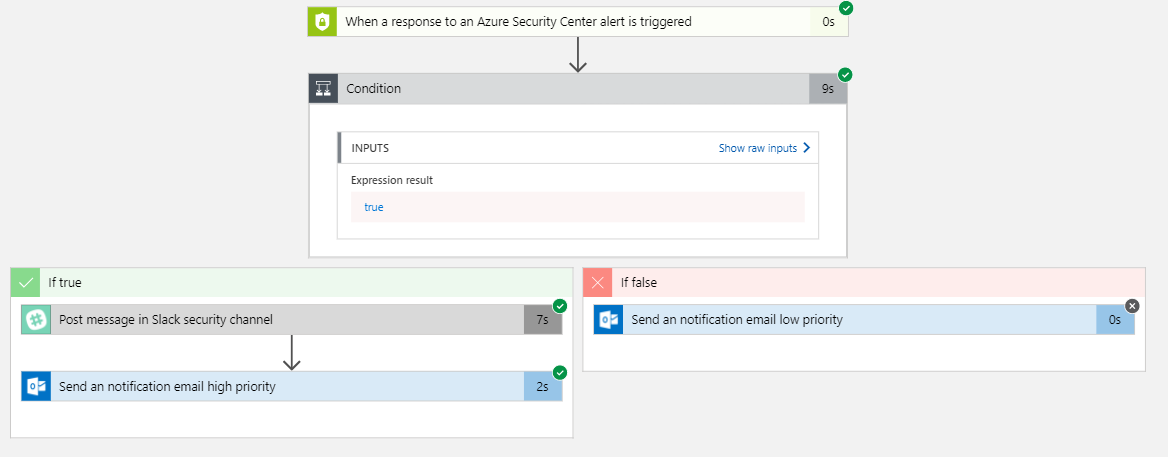 When a response to an Azure Security Center alert is triggered 0s
Condition 9s
INPUTS Show raw inputs
Expression result
true
If true
Post message in Slack security channel 7s
Send an notification email high priority 2s
If false
Send an notification email low priority 0s